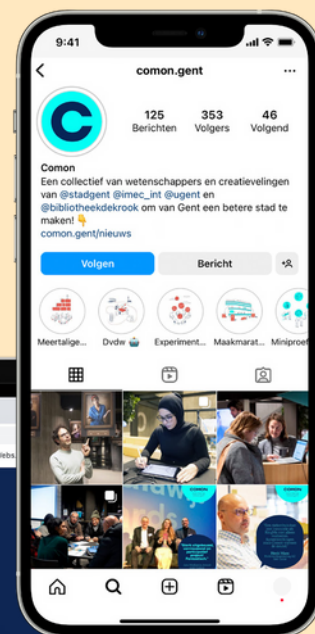 9:41
comon.gent
125
353
46
Berichten
Volgers
Volgend
Comon
Een collectief van wetenschappers en creatievelingen
van @stadgent @imec_int @ugent en
@bibliotheekdekrook om van Gent een betere stad te
maken! 👇
comon.gent/nieuws
Volgen
Bericht
Meertalige...
Dvdw 🤖
Experiment...
Maakmarat...
Miniproef
COMON
COMON